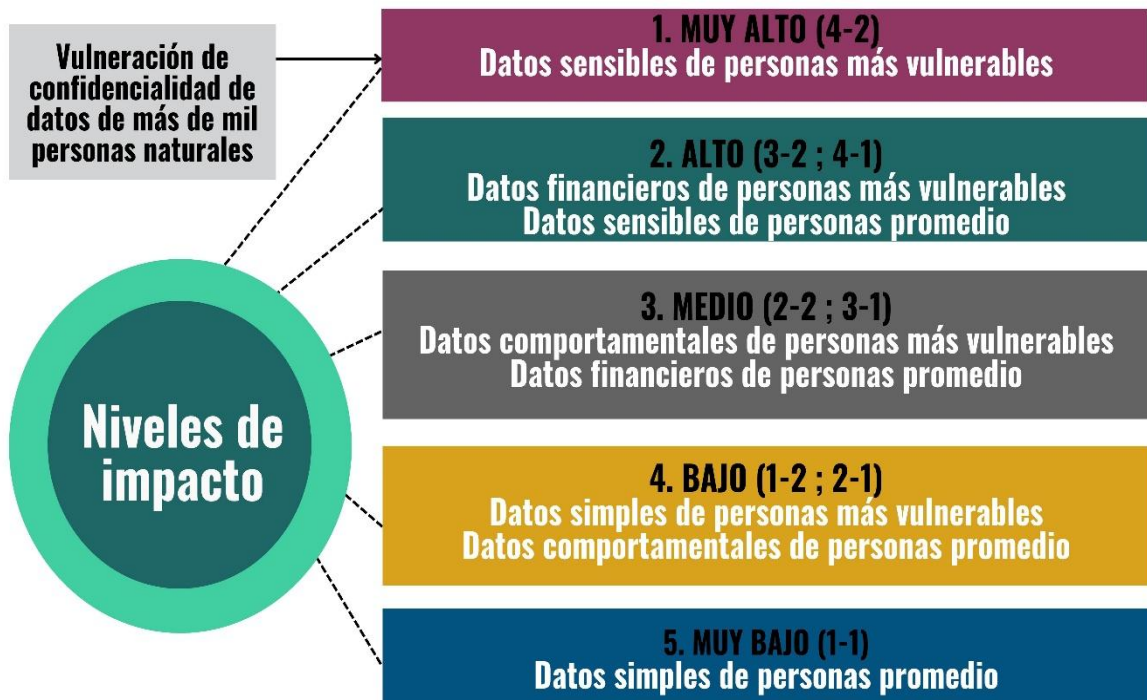 Vulneración de
confidencialidad de
datos de más de mil
personas naturales
1. MUY ALTO (4-2)
Datos sensibles de personas más vulnerables
2. ALTO (3-2 ; 4-1)
Datos financieros de personas más vulnerables
Datos sensibles de personas promedio
3. MEDIO (2-2 ; 3-1)
Datos comportamentales de personas más vulnerables
Datos financieros de personas promedio
Niveles de
impacto
4. BAJO (1-2 ; 2-1)
Datos simples de personas más vulnerables
Datos comportamentales de personas promedio
5. MUY BAJO (1-1)
Datos simples de personas promedio